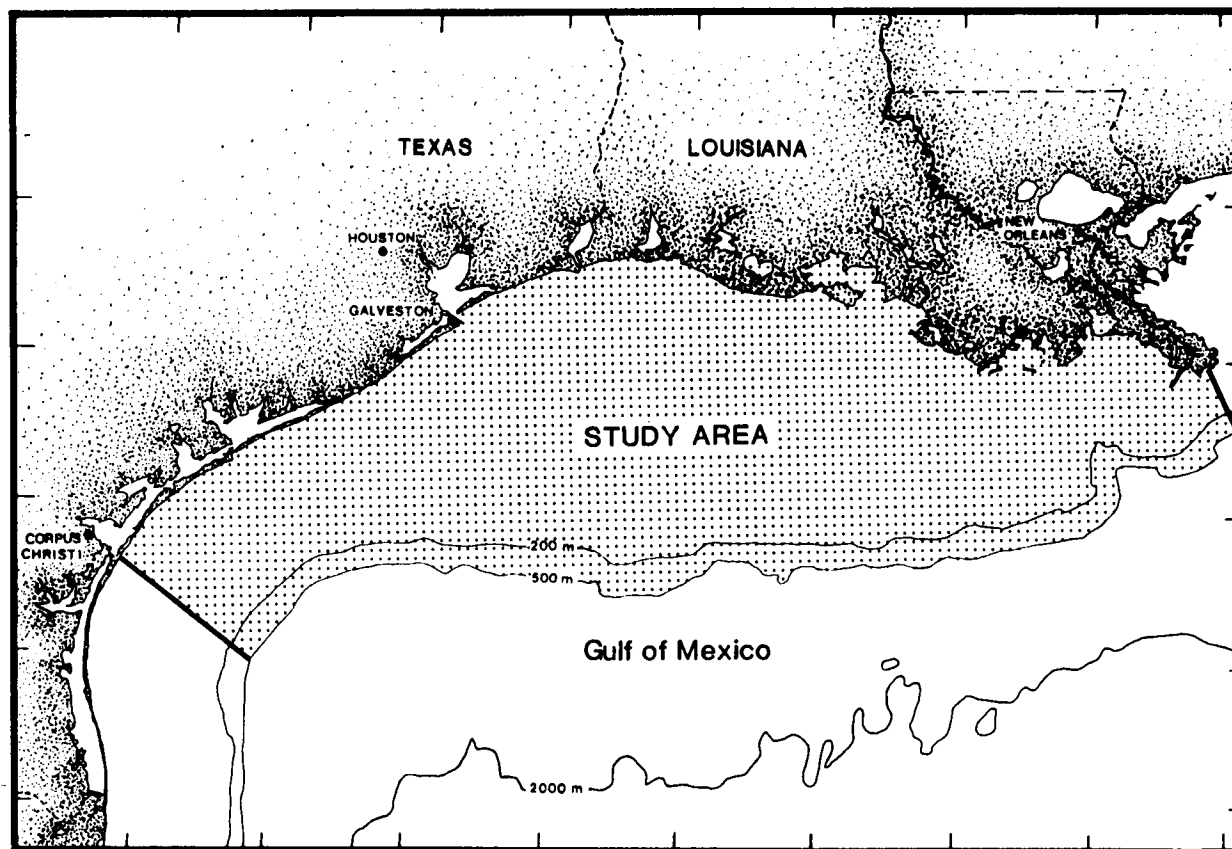 TEXAS
LOUISIANA
HOUSTON
NEW
ORLEANS
GALVESTON
STUDY AREA
CORPUS
CHRISTI
200 m
500 m
Gulf of Mexico
2000 m